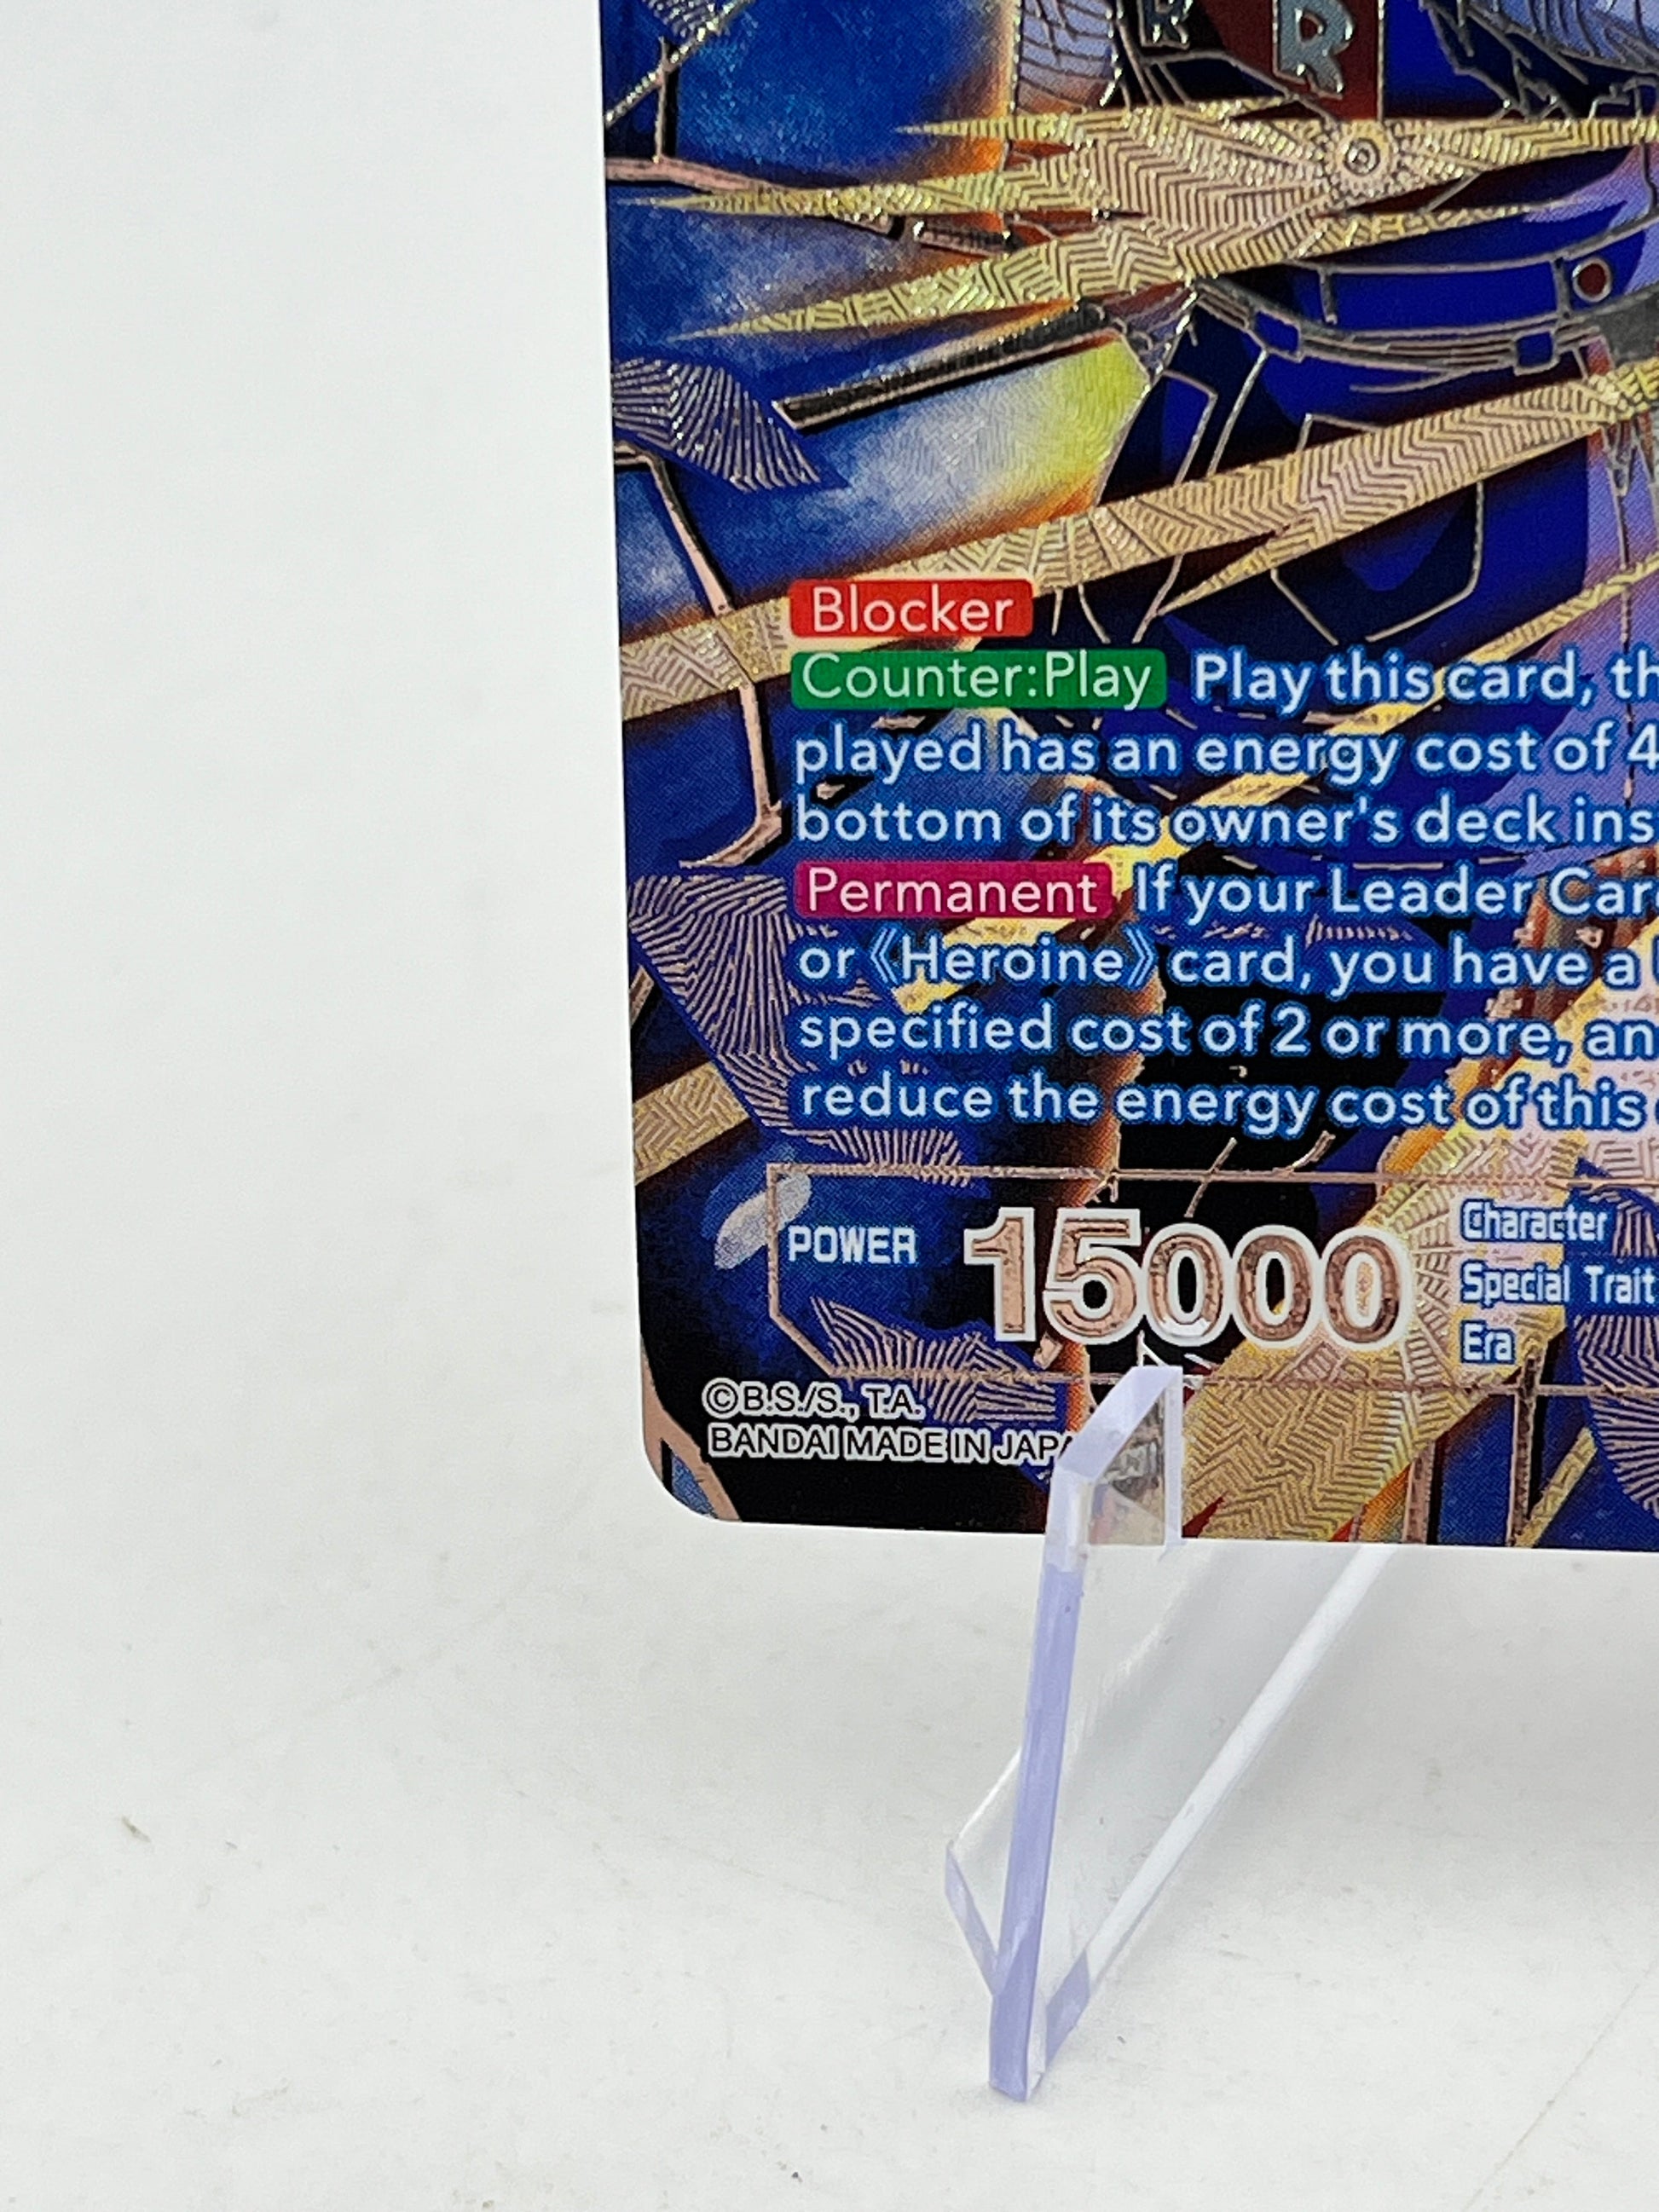 R R
Blocker
Counter:Play Play this card, th
played has an energy cost of 4
bottom of its owner's deck ins
Permanent If your Leader Car
or 《Heroine》 card, you have a
specified cost of 2 or more, an
reduce the energy cost of this
POWER 15000
Character
Special Trait
Era
©B.S./S., T.A.
BANDAI MADE IN JAPA